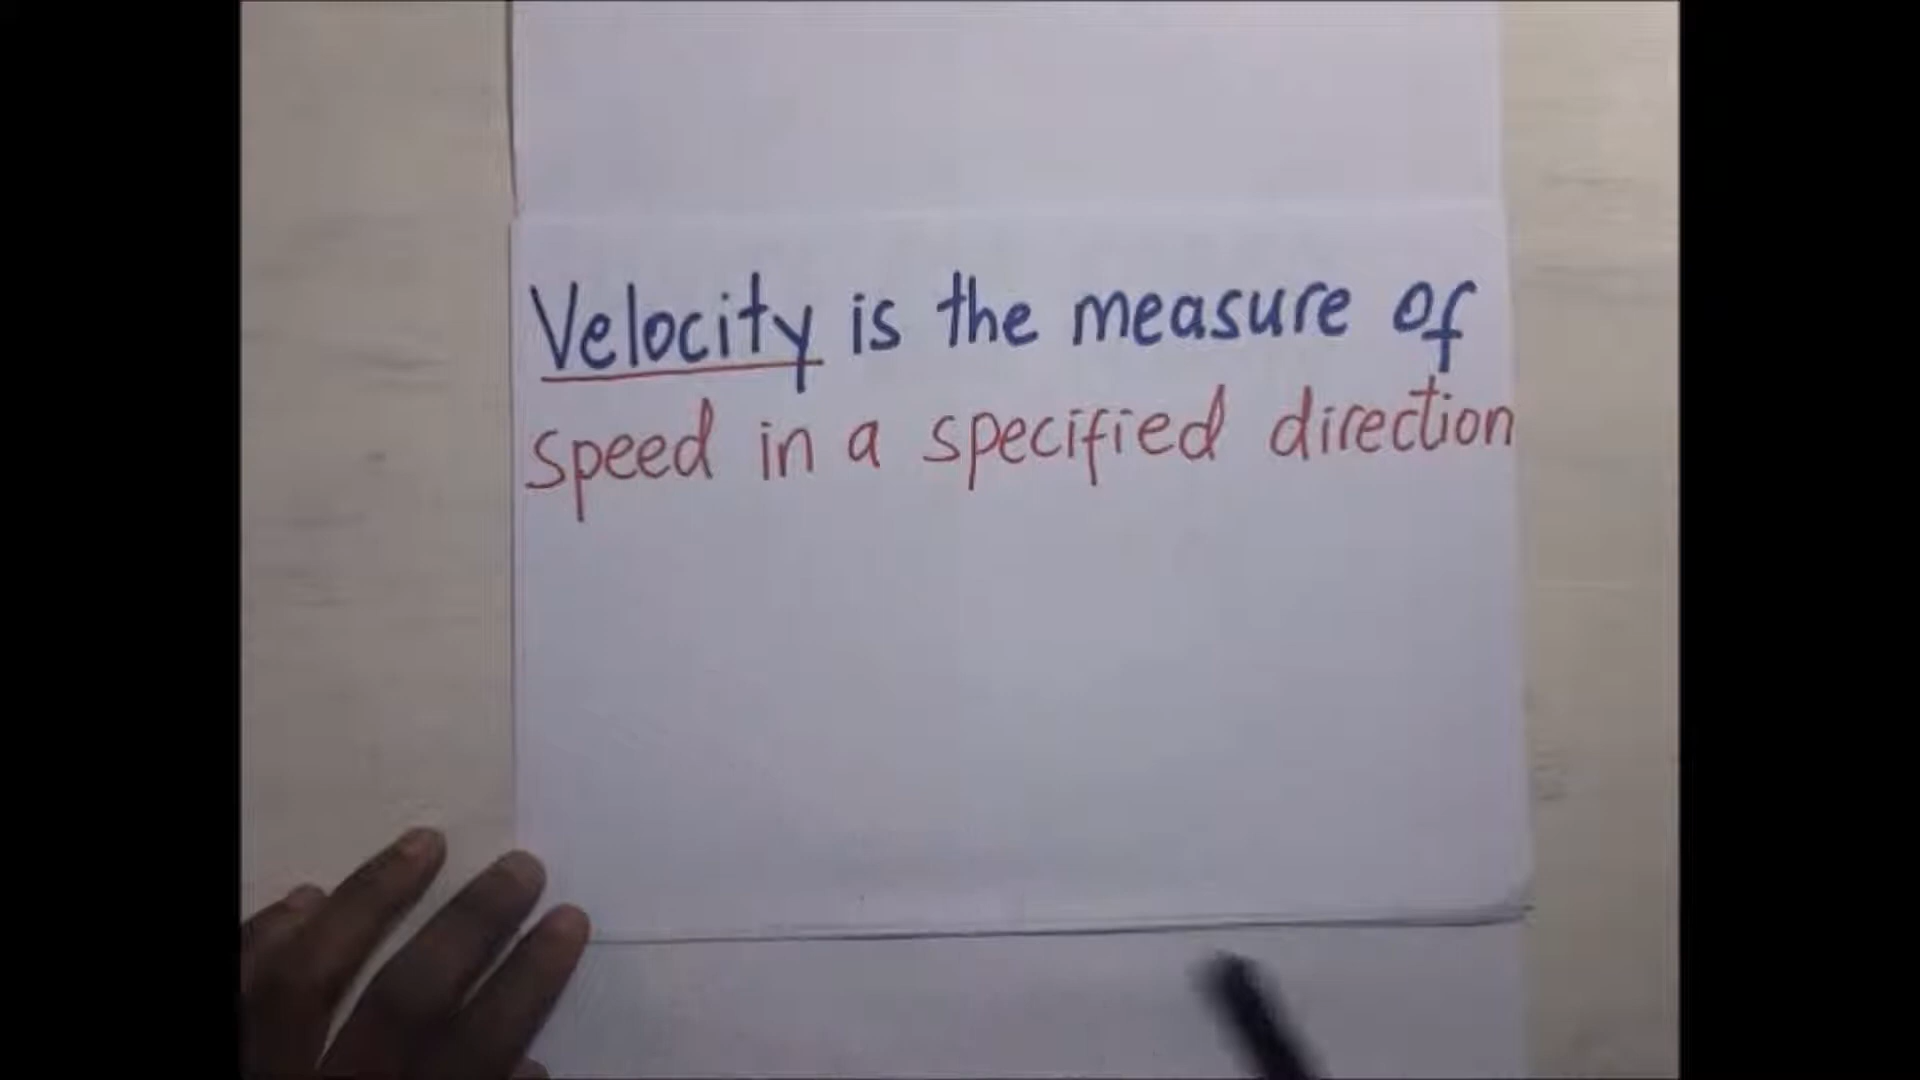 Velocity is the measure of
speed in a specified direction